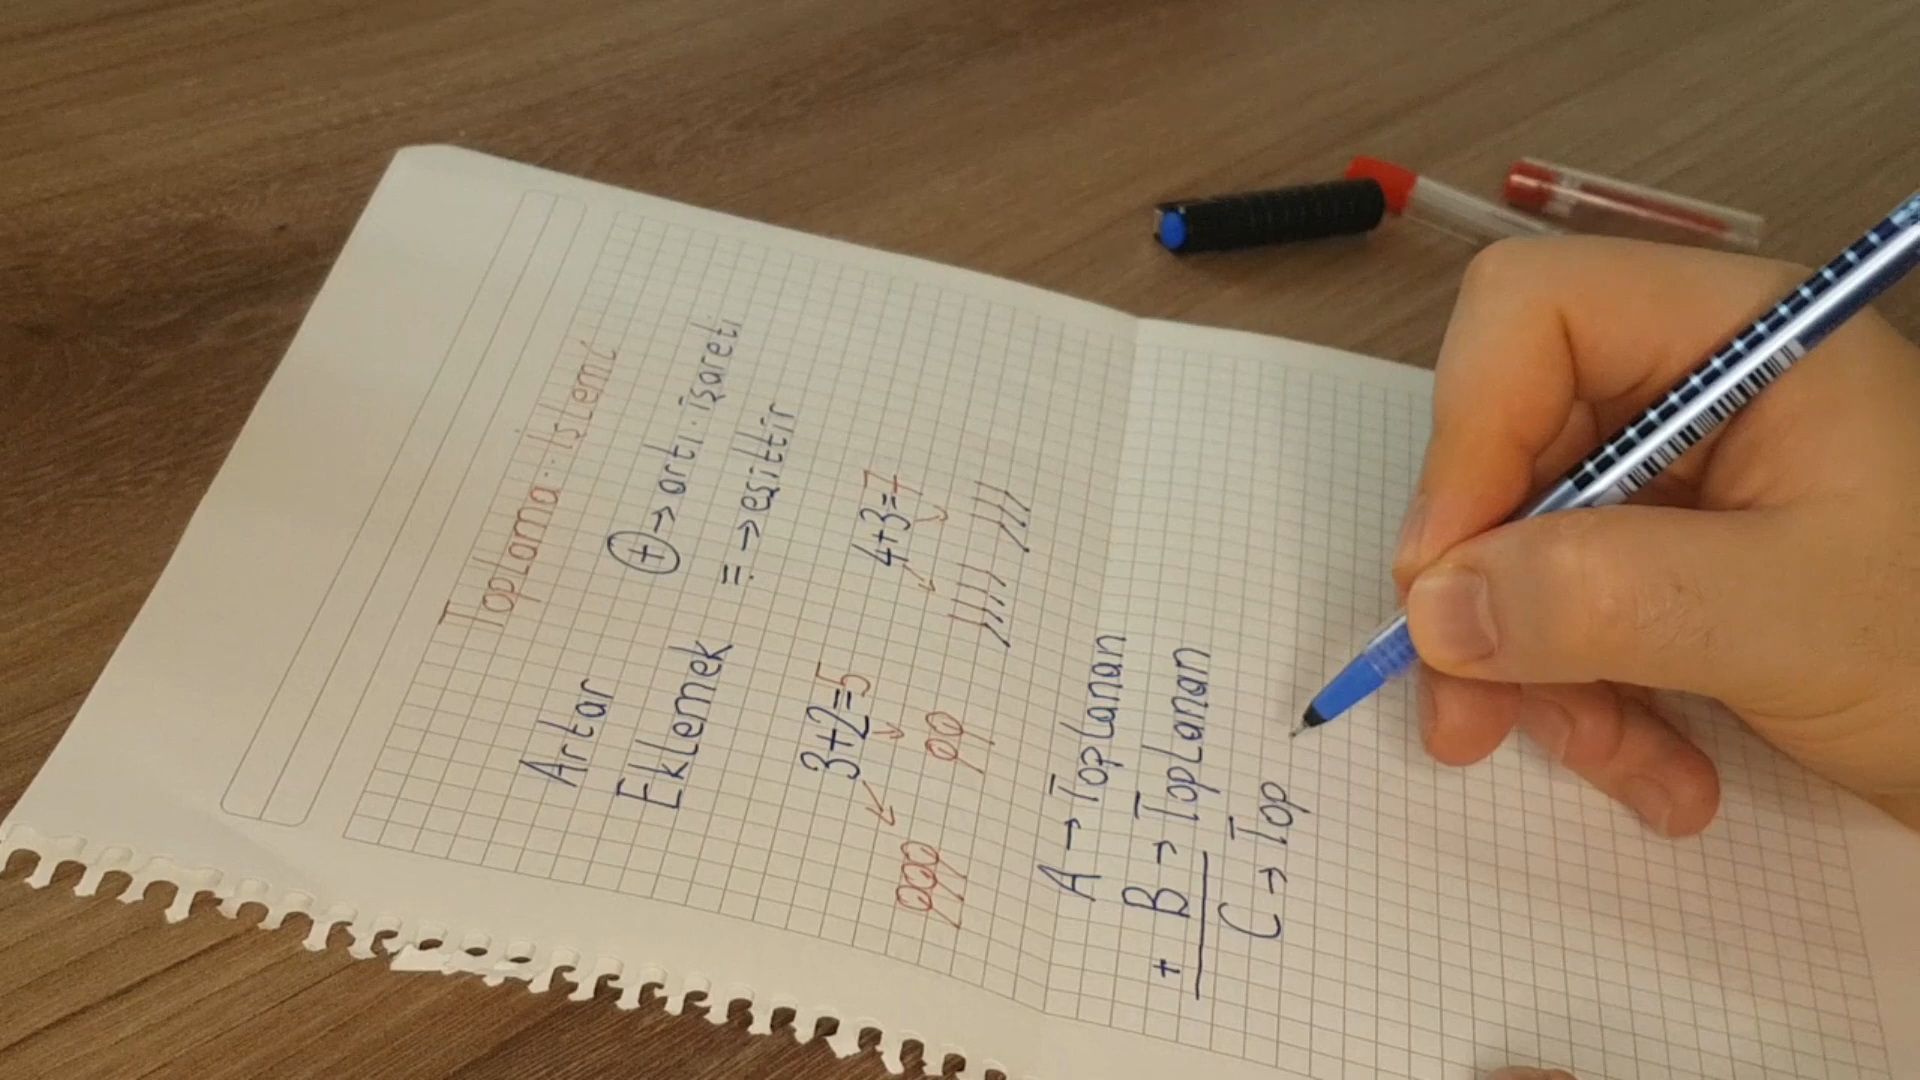 Toplama İşlemi
Artar
(+) → artı işareti
Eklemek
= → eşittir
3+2=5
4+3=7
A → Toplanan
+ B → Toplanan
C → Top